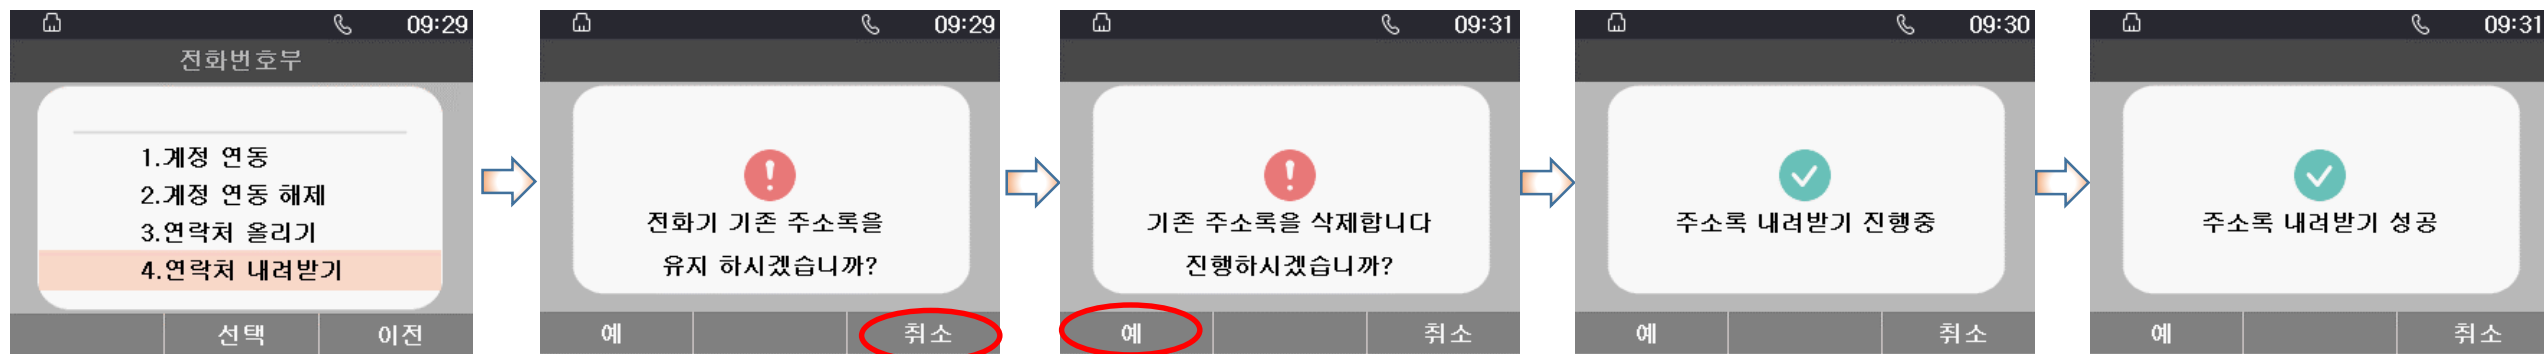 09:29
전화번호부
1.계정 연동
2.계정 연동 해제
3.연락처 올리기
4.연락처 내려받기
선택 이전
09:29
전화기 기존 주소록을
유지 하시겠습니까?
예 취소
09:31
기존 주소록을 삭제합니다
진행하시겠습니까?
예 취소
09:30
주소록 내려받기 진행중
예 취소
09:31
주소록 내려받기 성공
예 취소